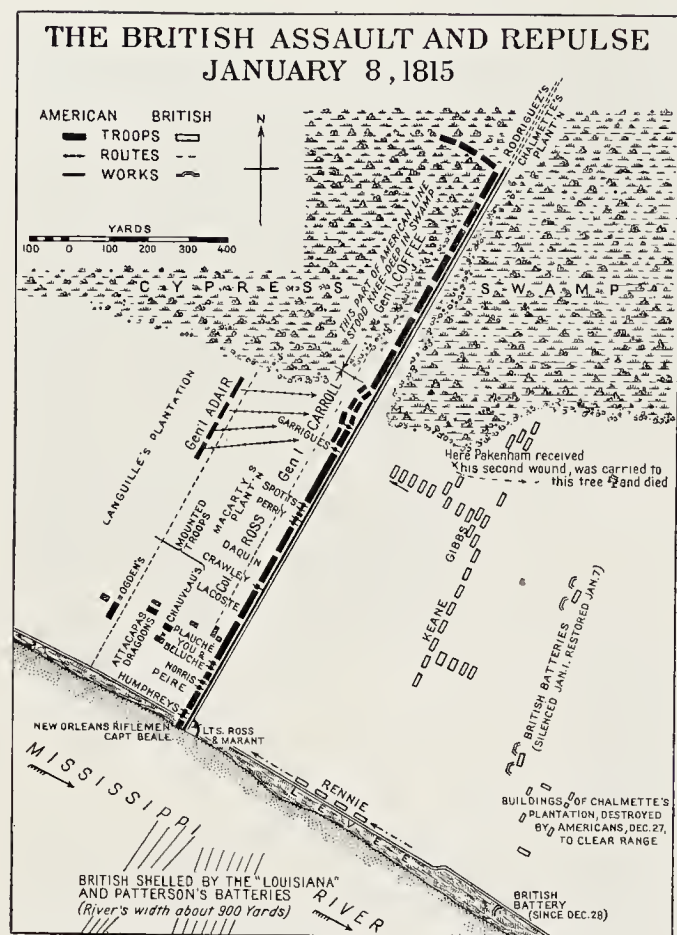 THE BRITISH ASSAULT AND REPULSE
JANUARY 8, 1815
AMERICAN BRITISH
TROOPS
ROUTES
WORKS
N
YARDS
100 0 100 200 300 400
RODRIGUEZ'S
CHALMETTE'S
PLANT'N
THIS PART OF AMERICAN LINE
STOOD KNEE-DEEP IN SWAMP
Gen'l COFFEE
CYPRESS SWAMP
LANGUILLE'S PLANTATION
Gen'l ADAIR
Gen'l CARROLL
GARRIGUES
MACARTY'S
PLANT'N
SPOTTS
PERRY
Col. ROSS
DAQUIN
CRAWLEY
LACOSTE
MOUNTED
TROOPS
OGDEN'S
ATTACAPAS
DRAGOONS
CHAUVEAU'S
PLAUCHE
YOU &
BELUCHE
NORRIS
PEIRE
HUMPHREYS
NEW ORLEANS RIFLEMEN
CAPT BEALE
LTS. ROSS
& MARANT
Here Pakenham received
x his second wound, was carried to
this tree and died
GIBBS
KEANE
BRITISH BATTERIES
(SILENCED JAN.1, RESTORED JAN.7)
RENNIE
LEVEE
BUILDINGS OF CHALMETTE'S
PLANTATION, DESTROYED
BY AMERICANS, DEC.27,
TO CLEAR RANGE
MISSISSIPPI
RIVER
BRITISH SHELLED BY THE "LOUISIANA"
AND PATTERSON'S BATTERIES
(River's width about 900 Yards)
BRITISH
BATTERY
(SINCE DEC.28)